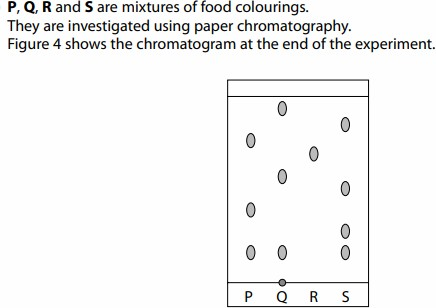 P, Q, R and S are mixtures of food colourings.
They are investigated using paper chromatography.
Figure 4 shows the chromatogram at the end of the experiment.
P Q R S